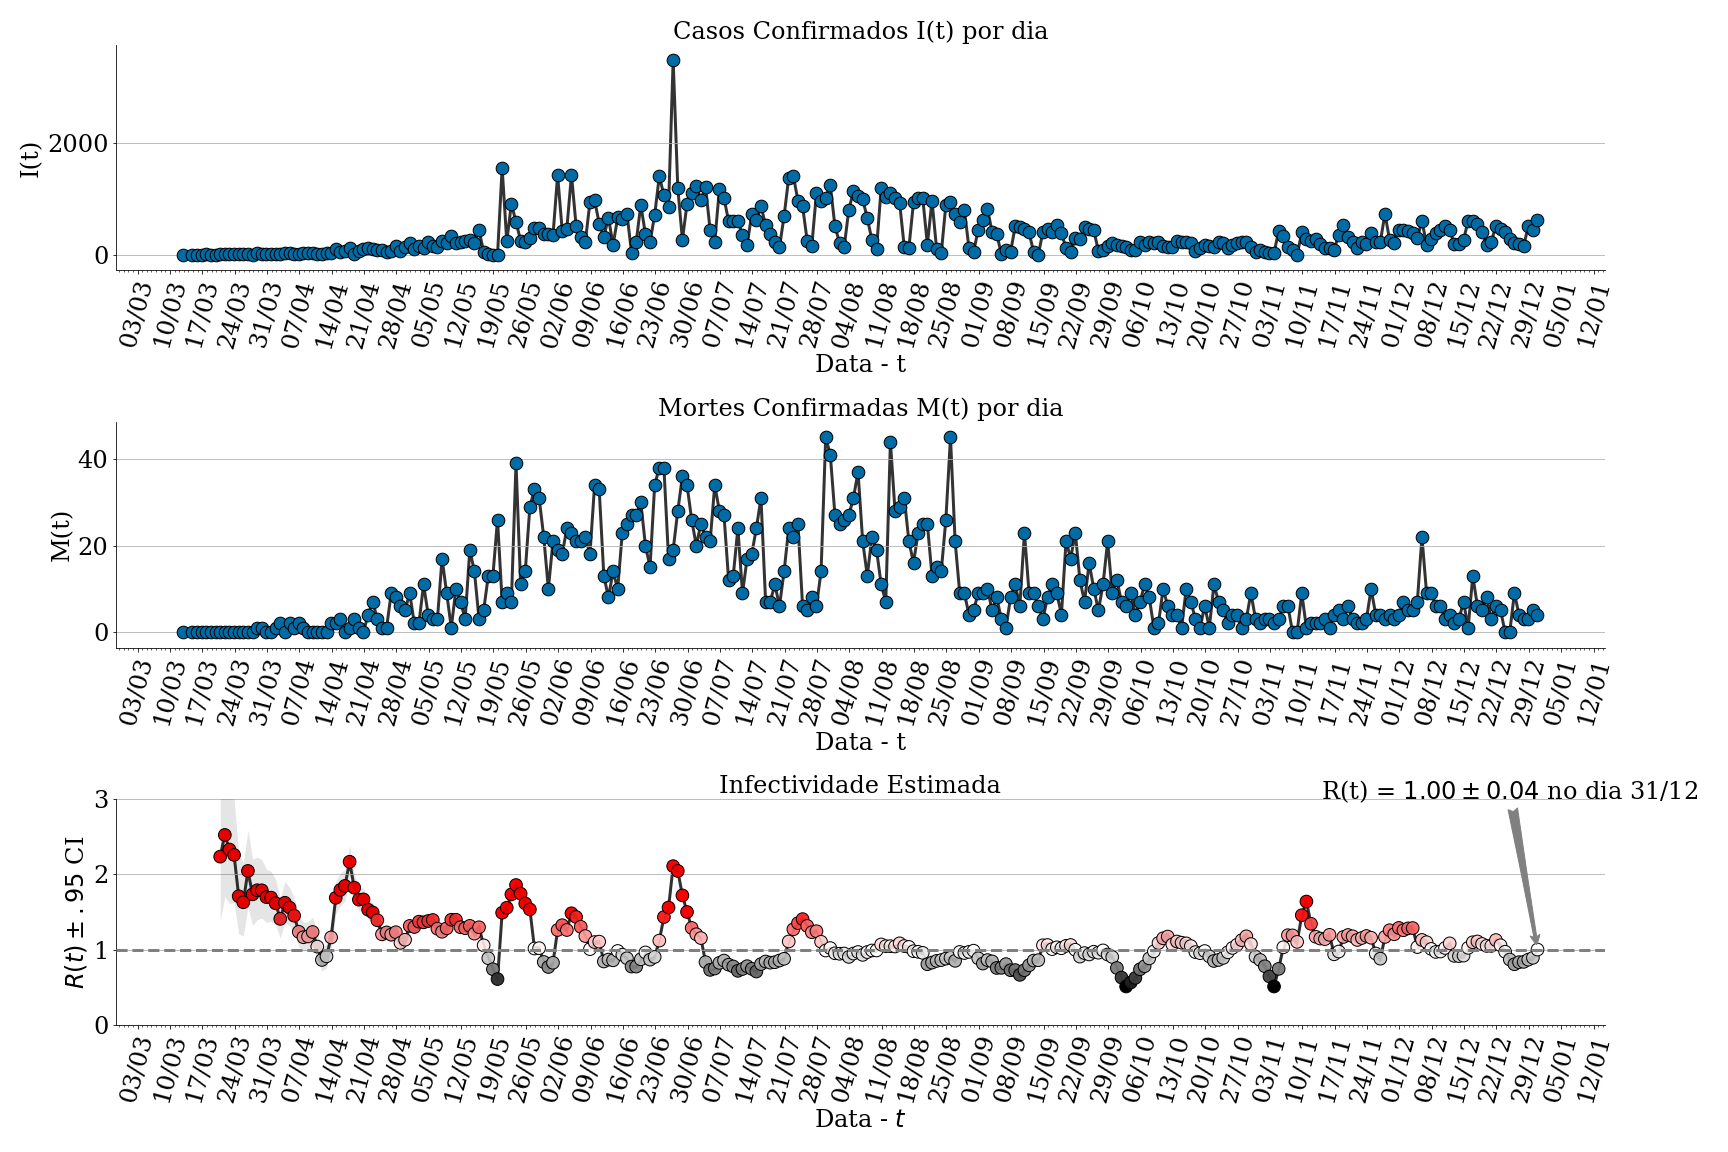 Casos Confirmados I(t) por dia
I(t)
2000
0
03/03 10/03 17/03 24/03 31/03 07/04 14/04 21/04 28/04 05/05 12/05 19/05 26/05 02/06 09/06 16/06 23/06 30/06 07/07 14/07 21/07 28/07 04/08 11/08 18/08 25/08 01/09 08/09 15/09 22/09 29/09 06/10 13/10 20/10 27/10 03/11 10/11 17/11 24/11 01/12 08/12 15/12 22/12 29/12 05/01 12/01
Data - t
Mortes Confirmadas M(t) por dia
M(t)
40
20
0
03/03 10/03 17/03 24/03 31/03 07/04 14/04 21/04 28/04 05/05 12/05 19/05 26/05 02/06 09/06 16/06 23/06 30/06 07/07 14/07 21/07 28/07 04/08 11/08 18/08 25/08 01/09 08/09 15/09 22/09 29/09 06/10 13/10 20/10 27/10 03/11 10/11 17/11 24/11 01/12 08/12 15/12 22/12 29/12 05/01 12/01
Data - t
Infectividade Estimada
R(t) = 1.00 ± 0.04 no dia 31/12
R(t) ± .95 CI
3
2
1
0
03/03 10/03 17/03 24/03 31/03 07/04 14/04 21/04 28/04 05/05 12/05 19/05 26/05 02/06 09/06 16/06 23/06 30/06 07/07 14/07 21/07 28/07 04/08 11/08 18/08 25/08 01/09 08/09 15/09 22/09 29/09 06/10 13/10 20/10 27/10 03/11 10/11 17/11 24/11 01/12 08/12 15/12 22/12 29/12 05/01 12/01
Data - t